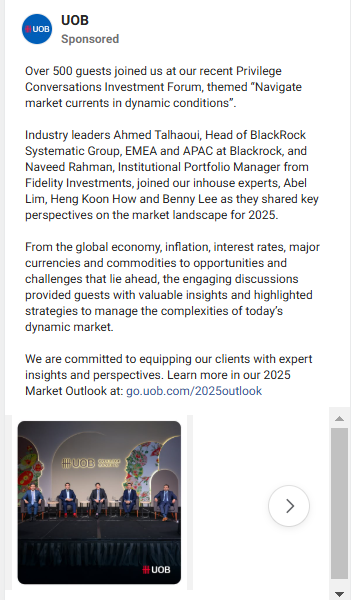 UOB
UOB
Sponsored
Over 500 guests joined us at our recent Privilege
Conversations Investment Forum, themed “Navigate
market currents in dynamic conditions”.
Industry leaders Ahmed Talhaoui, Head of BlackRock
Systematic Group, EMEA and APAC at Blackrock, and
Naveed Rahman, Institutional Portfolio Manager from
Fidelity Investments, joined our inhouse experts, Abel
Lim, Heng Koon How and Benny Lee as they shared key
perspectives on the market landscape for 2025.
From the global economy, inflation, interest rates, major
currencies and commodities to opportunities and
challenges that lie ahead, the engaging discussions
provided guests with valuable insights and highlighted
strategies to manage the complexities of today’s
dynamic market.
We are committed to equipping our clients with expert
insights and perspectives. Learn more in our 2025
Market Outlook at: go.uob.com/2025outlook
UOB
UOB